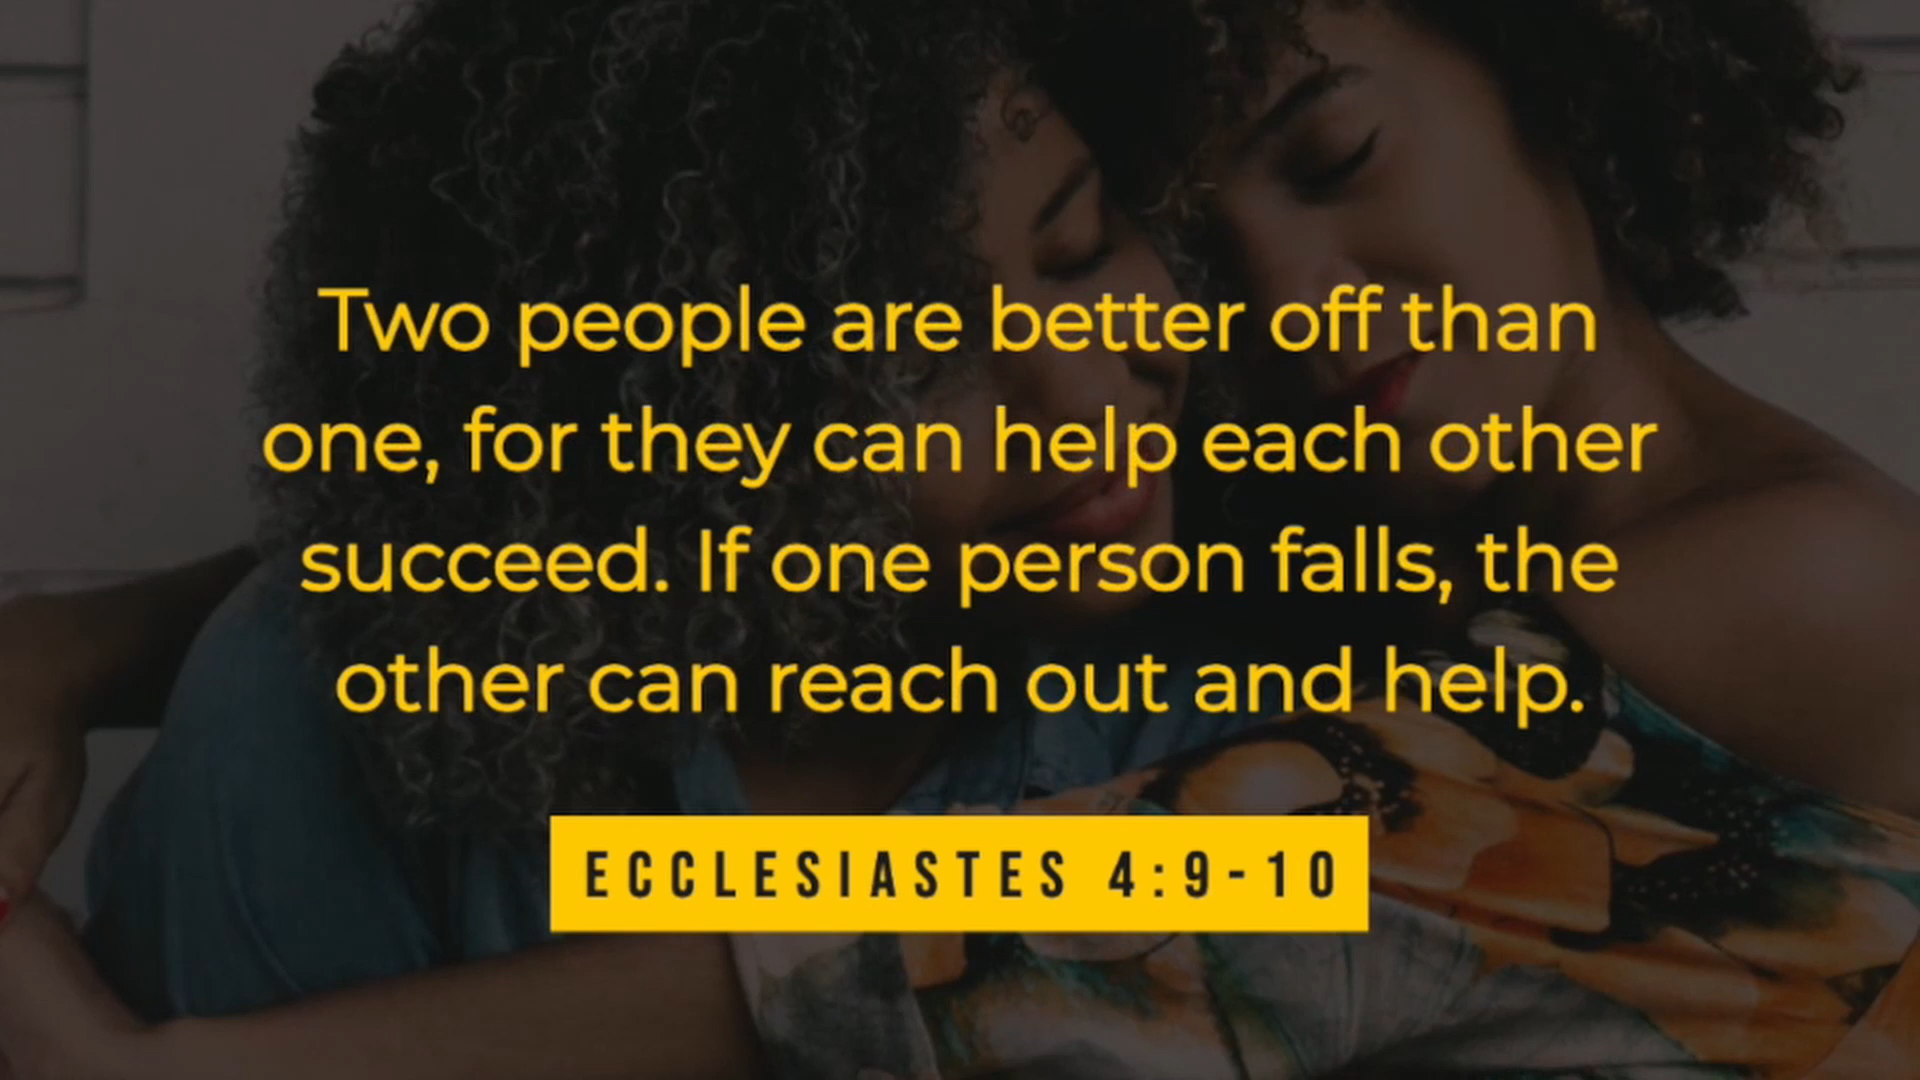 Two people are better off than
one, for they can help each other
succeed. If one person falls, the
other can reach out and help.
ECCLESIASTES 4:9-10